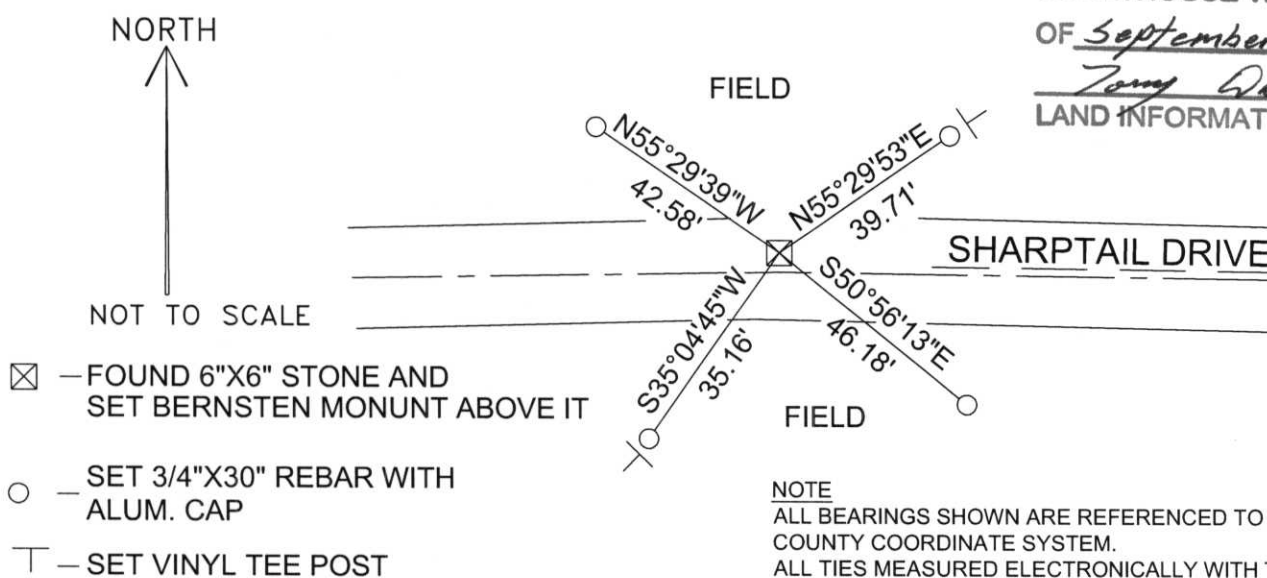 NORTH
OF September
Tony
LAND INFORMAT
FIELD
N55°29'39"W
42.58'
N55°29'53"E
39.71'
SHARPTAIL DRIVE
S35°04'45"W
35.16'
S50°56'13"E
46.18'
FIELD
NOT TO SCALE
FOUND 6"X6" STONE AND
SET BERNSTEN MONUNT ABOVE IT
SET 3/4"X30" REBAR WITH
ALUM. CAP
SET VINYL TEE POST
NOTE
ALL BEARINGS SHOWN ARE REFERENCED TO
COUNTY COORDINATE SYSTEM.
ALL TIES MEASURED ELECTRONICALLY WITH